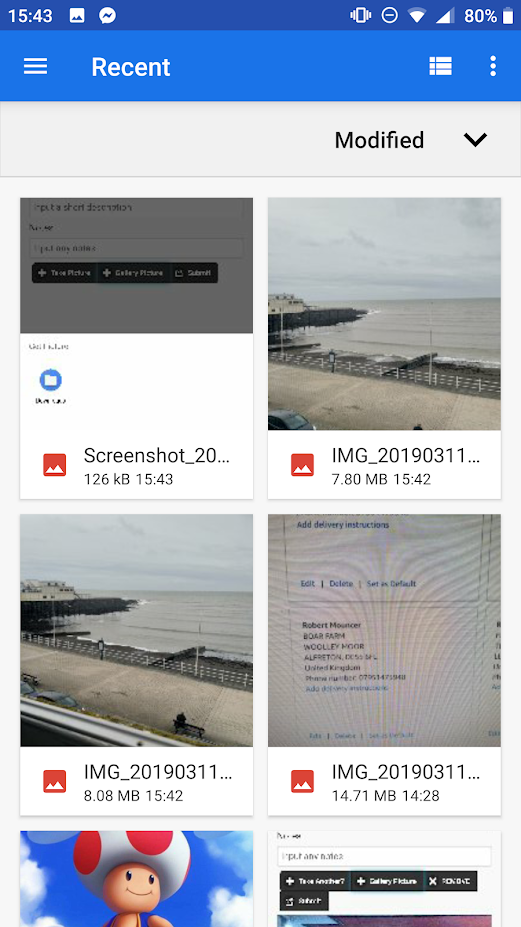 15:43
80%
Recent
Modified
Input a short description
Notes:
Input any notes
Take Picture
Gallery Picture
Submit
Get Picture
Downloads
Screenshot_20...
126 kB 15:43
IMG_20190311...
7.80 MB 15:42
IMG_20190311...
8.08 MB 15:42
Add delivery instructions
Edit | Delete | Set as Default
Robert Mouncer
BOAR FARM
WOOLLEY MOOR
ALFRETON,
United Kingdom
Phone number:
Add delivery instructions
Edit | Delete | Set as Default
IMG_20190311...
14.71 MB 14:28
Notes:
Input any notes
Take Another?
Gallery Picture
REMOVE
Submit